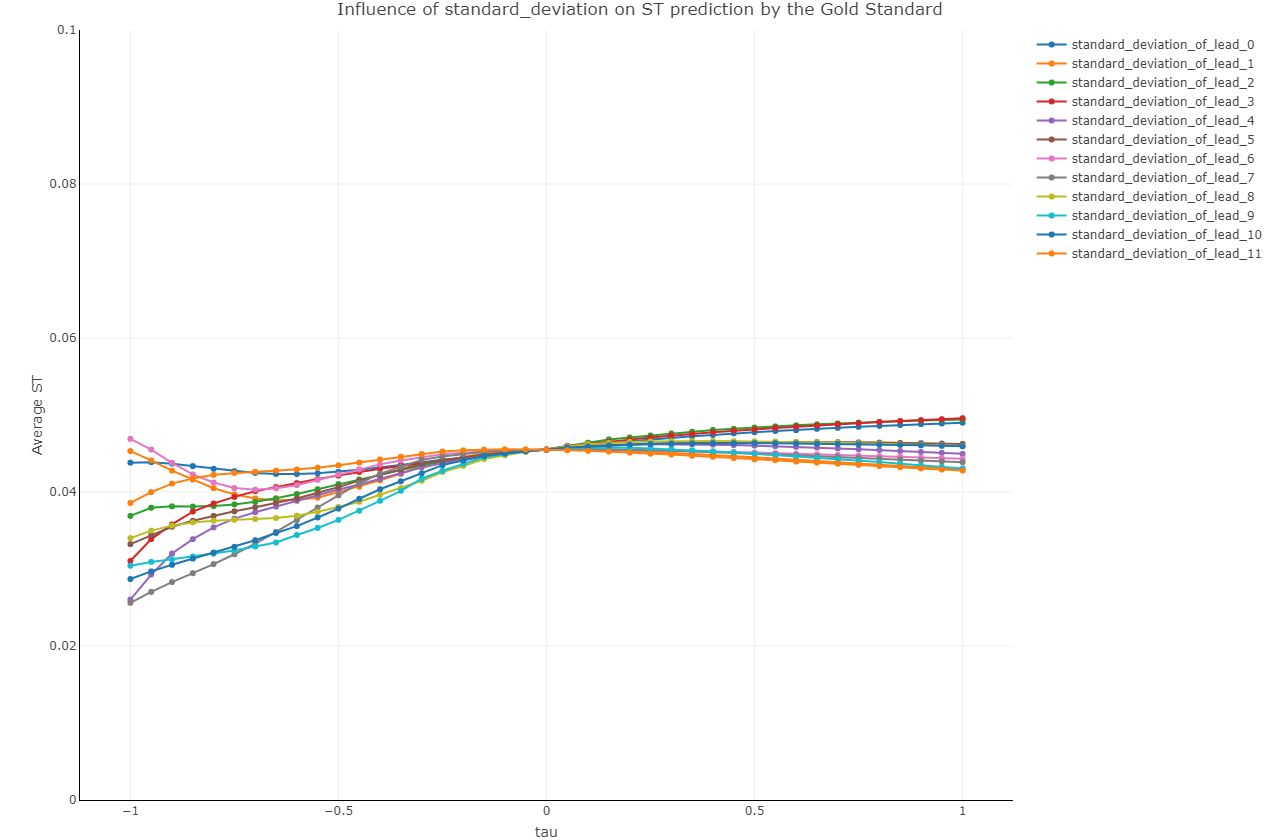 Influence of standard_deviation on ST prediction by the Gold Standard
0.1
0.08
0.06
0.04
0.02
0
Average ST
−1
−0.5
0
0.5
1
tau
standard_deviation_of_lead_0
standard_deviation_of_lead_1
standard_deviation_of_lead_2
standard_deviation_of_lead_3
standard_deviation_of_lead_4
standard_deviation_of_lead_5
standard_deviation_of_lead_6
standard_deviation_of_lead_7
standard_deviation_of_lead_8
standard_deviation_of_lead_9
standard_deviation_of_lead_10
standard_deviation_of_lead_11